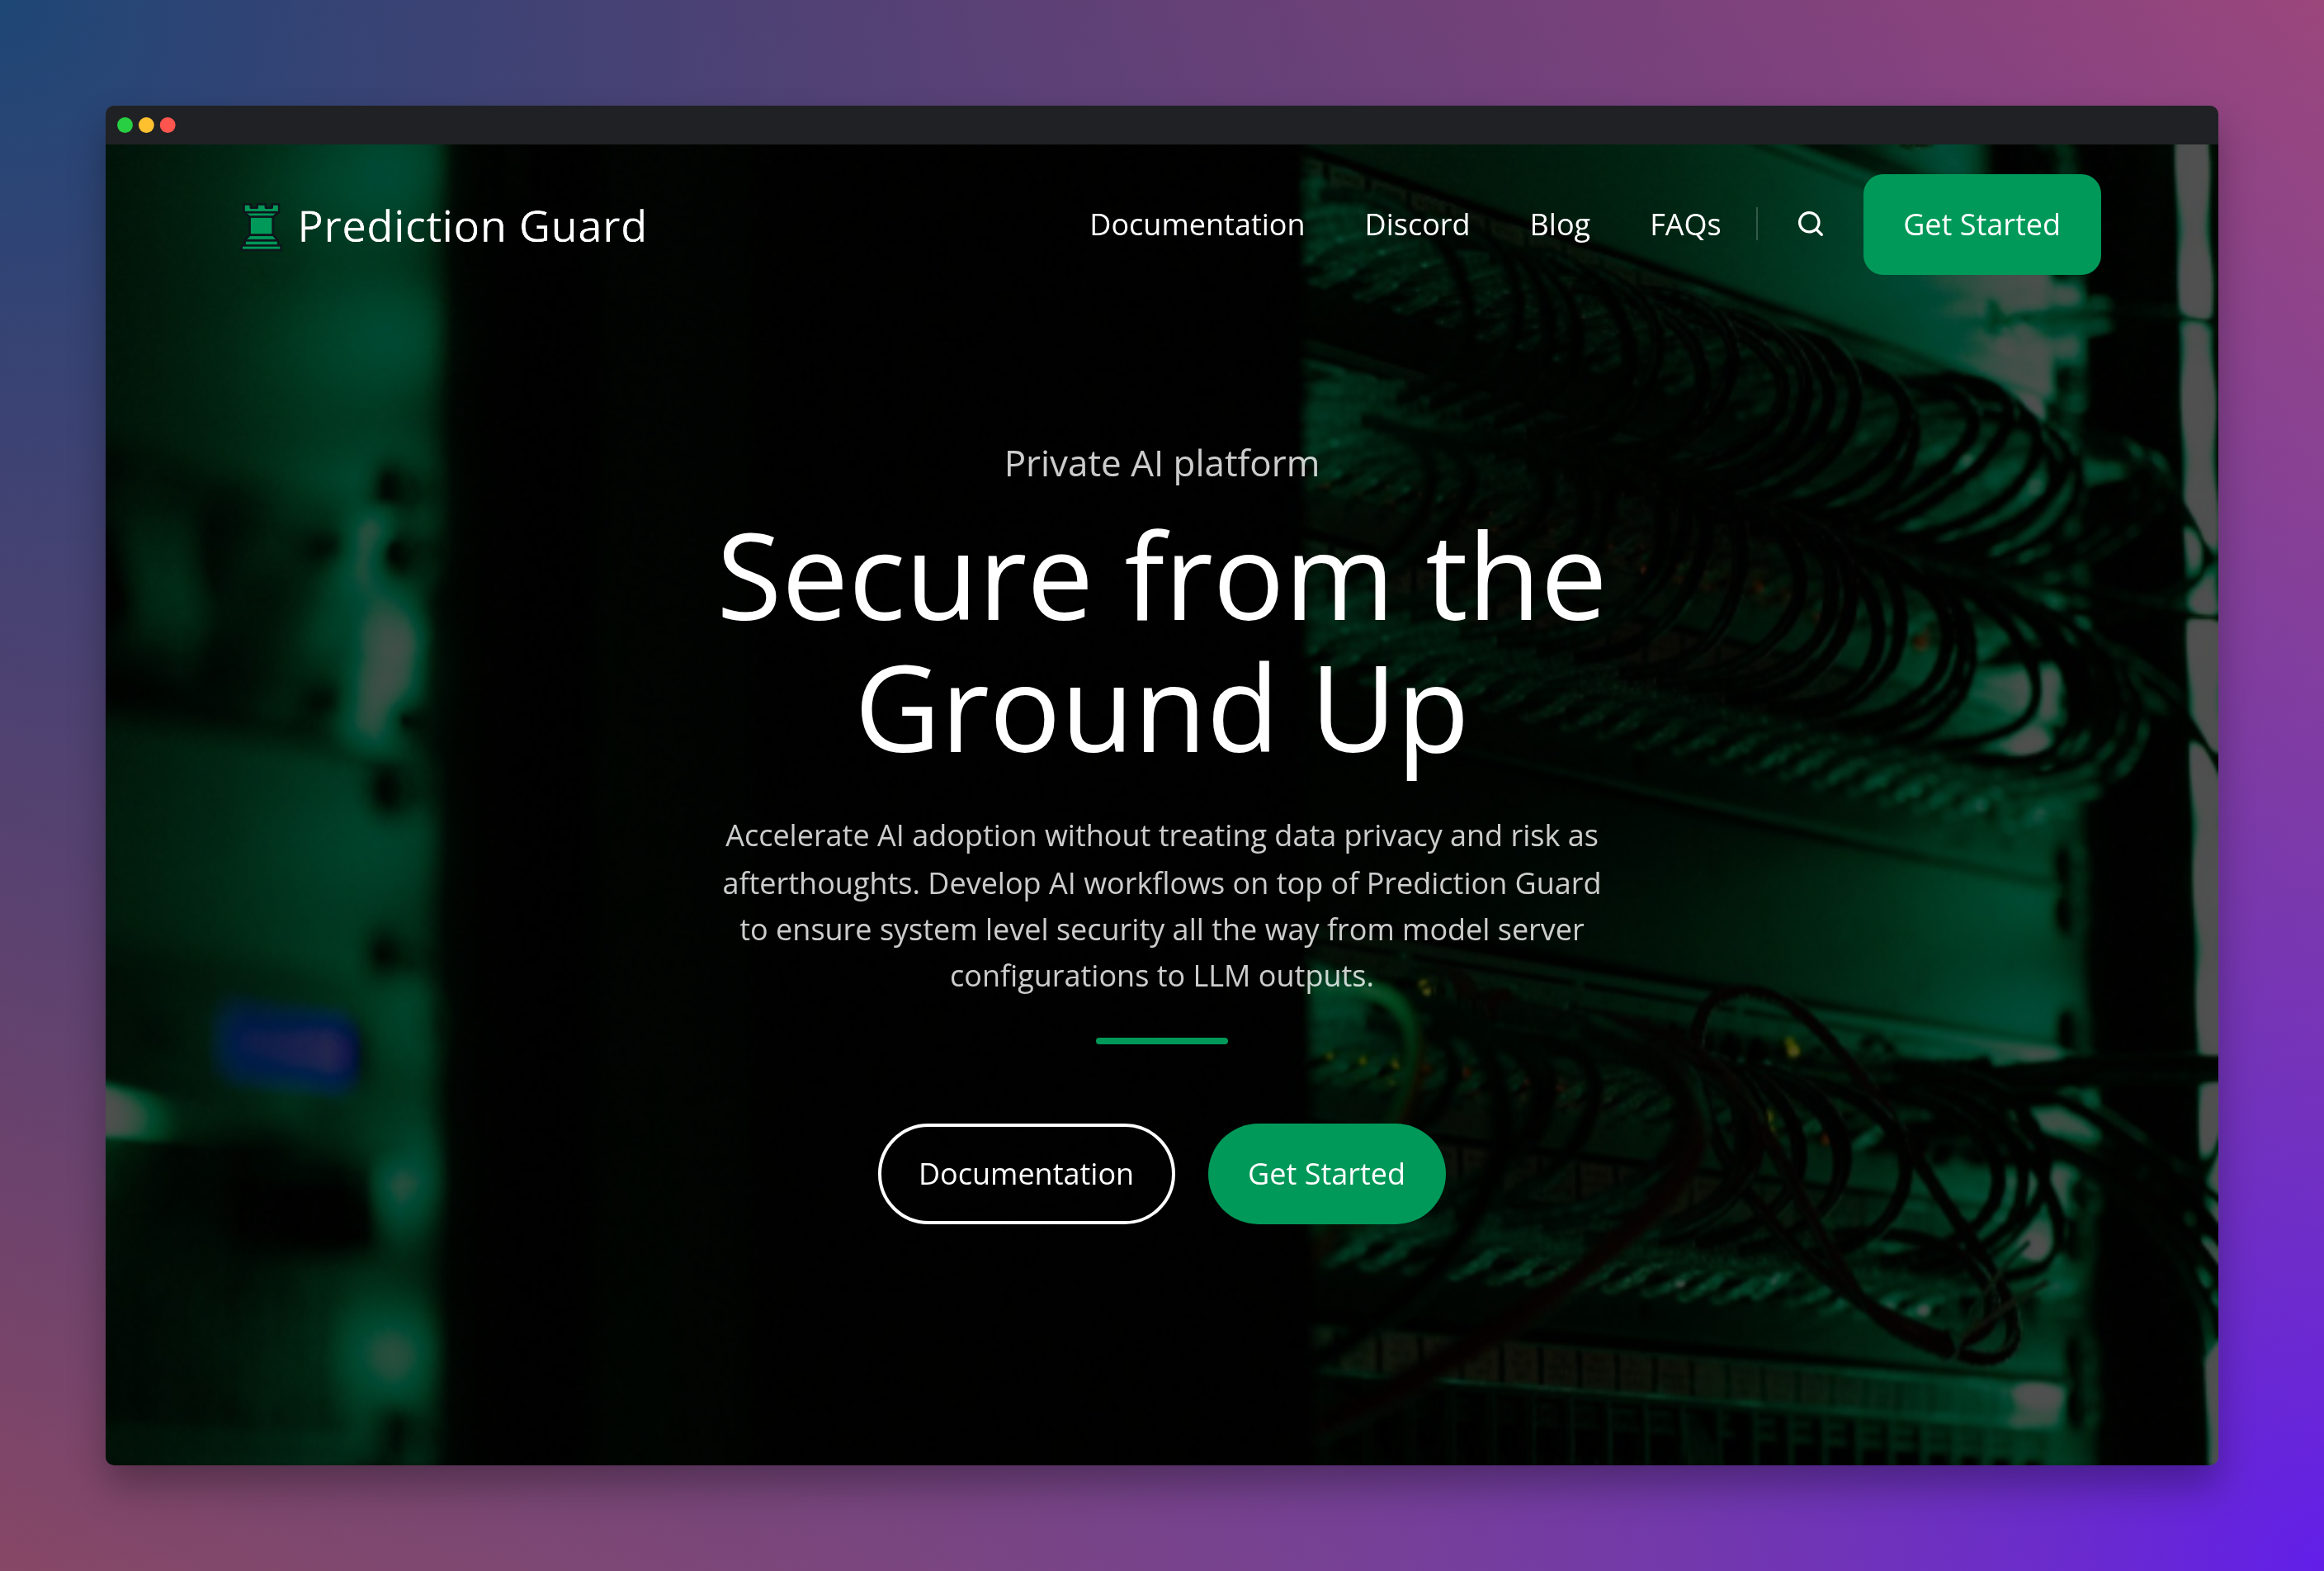 Prediction Guard
Documentation
Discord
Blog
FAQs
Get Started
Private AI platform
Secure from the
Ground Up
Accelerate AI adoption without treating data privacy and risk as
afterthoughts. Develop AI workflows on top of Prediction Guard
to ensure system level security all the way from model server
configurations to LLM outputs.
Documentation
Get Started